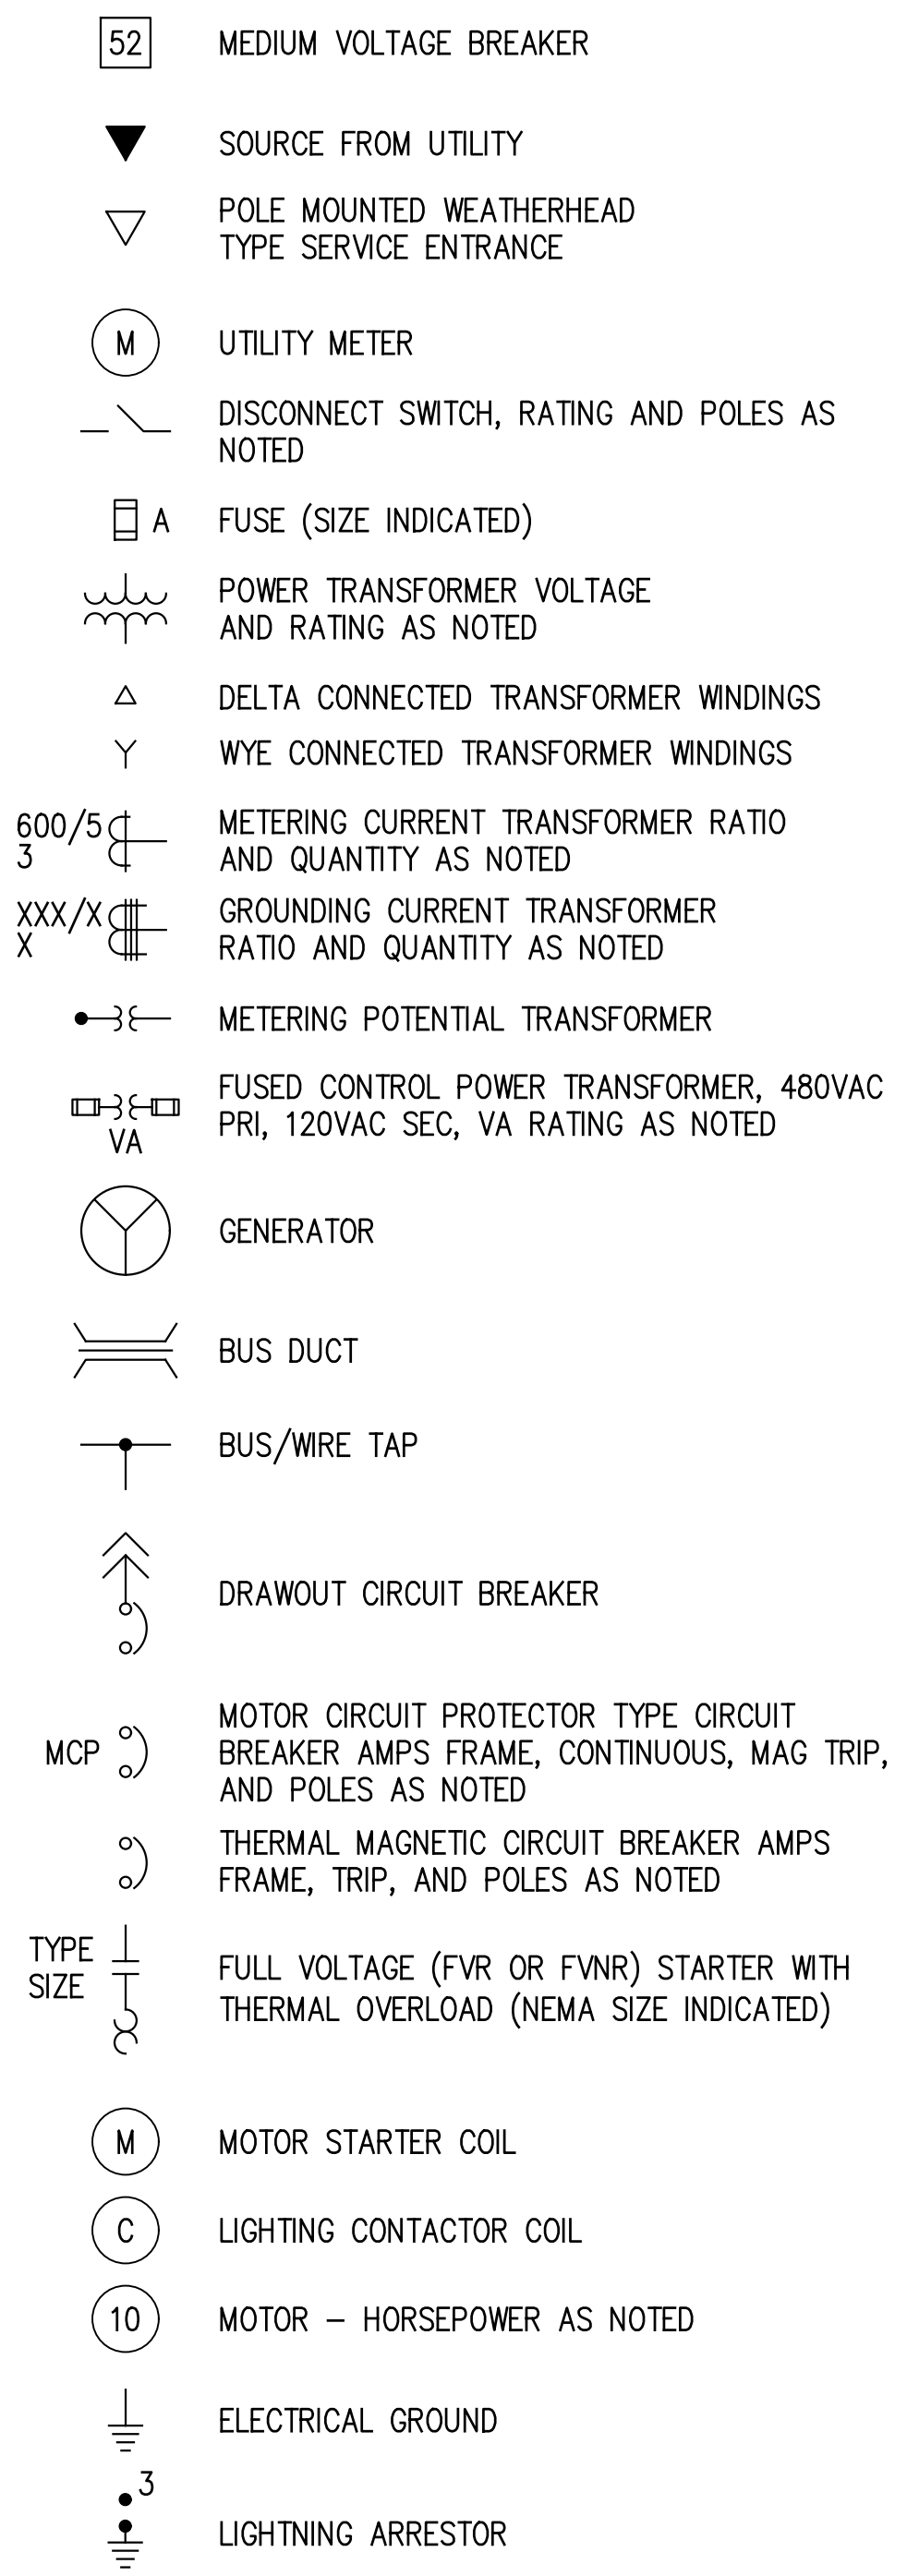 52 MEDIUM VOLTAGE BREAKER
SOURCE FROM UTILITY
POLE MOUNTED WEATHERHEAD
TYPE SERVICE ENTRANCE
M UTILITY METER
DISCONNECT SWITCH, RATING AND POLES AS
NOTED
A FUSE (SIZE INDICATED)
POWER TRANSFORMER VOLTAGE
AND RATING AS NOTED
DELTA CONNECTED TRANSFORMER WINDINGS
WYE CONNECTED TRANSFORMER WINDINGS
600/5 METERING CURRENT TRANSFORMER RATIO
3 AND QUANTITY AS NOTED
XXX/X GROUNDING CURRENT TRANSFORMER
X RATIO AND QUANTITY AS NOTED
METERING POTENTIAL TRANSFORMER
FUSED CONTROL POWER TRANSFORMER, 480VAC
PRI, 120VAC SEC, VA RATING AS NOTED
VA
GENERATOR
BUS DUCT
BUS/WIRE TAP
DRAWOUT CIRCUIT BREAKER
MOTOR CIRCUIT PROTECTOR TYPE CIRCUIT
MCP BREAKER AMPS FRAME, CONTINUOUS, MAG TRIP,
AND POLES AS NOTED
THERMAL MAGNETIC CIRCUIT BREAKER AMPS
FRAME, TRIP, AND POLES AS NOTED
TYPE
SIZE
FULL VOLTAGE (FVR OR FVNR) STARTER WITH
THERMAL OVERLOAD (NEMA SIZE INDICATED)
M MOTOR STARTER COIL
C LIGHTING CONTACTOR COIL
10 MOTOR – HORSEPOWER AS NOTED
ELECTRICAL GROUND
3
LIGHTNING ARRESTOR